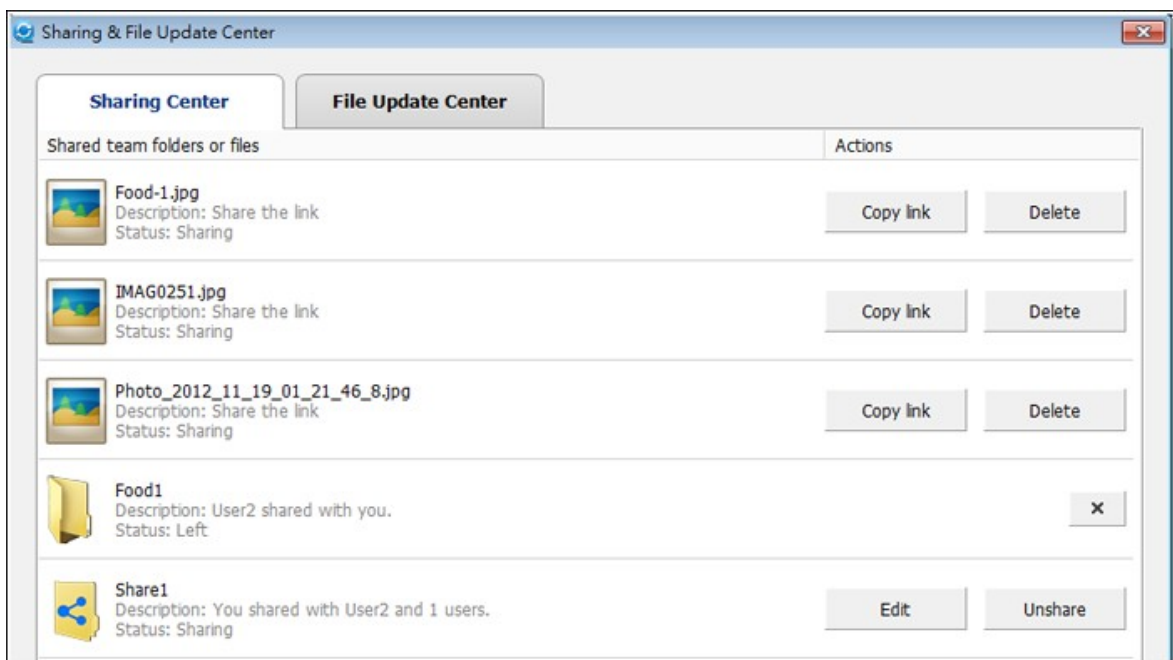 Sharing & File Update Center
Sharing Center
File Update Center
Shared team folders or files
Actions
Food-1.jpg
Description: Share the link
Status: Sharing
Copy link
Delete
IMAG0251.jpg
Description: Share the link
Status: Sharing
Copy link
Delete
Photo_2012_11_19_01_21_46_8.jpg
Description: Share the link
Status: Sharing
Copy link
Delete
Food1
Description: User2 shared with you.
Status: Left
Share1
Description: You shared with User2 and 1 users.
Status: Sharing
Edit
Unshare